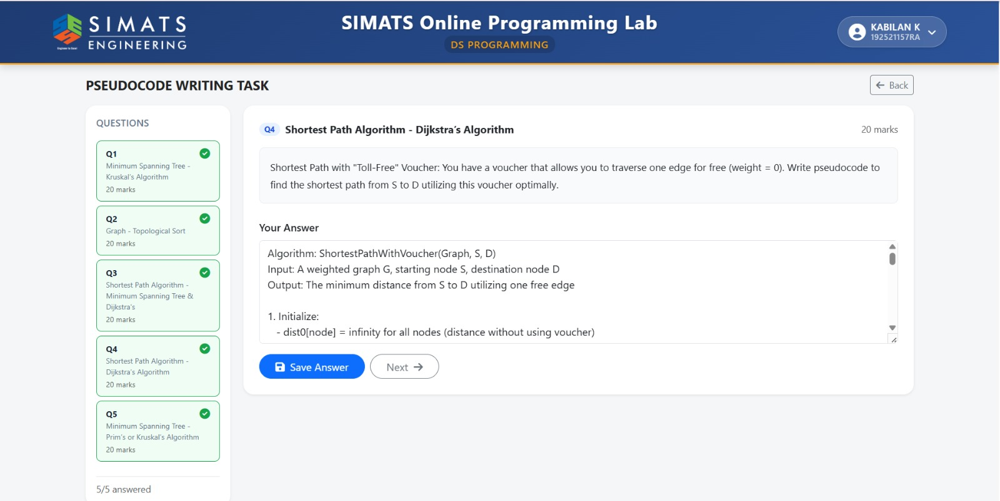 SIMATS
ENGINEERING
Engineer to Excel
SIMATS Online Programming Lab
DS PROGRAMMING
KABILAN K
192521157RA
PSEUDOCODE WRITING TASK
Back
QUESTIONS
Q1
Minimum Spanning Tree -
Kruskal's Algorithm
20 marks
Q2
Graph - Topological Sort
20 marks
Q3
Shortest Path Algorithm -
Minimum Spanning Tree &
Dijkstra's
20 marks
Q4
Shortest Path Algorithm -
Dijkstra's Algorithm
20 marks
Q5
Minimum Spanning Tree -
Prim's or Kruskal's Algorithm
20 marks
5/5 answered
Q4 Shortest Path Algorithm - Dijkstra's Algorithm
20 marks
Shortest Path with "Toll-Free" Voucher: You have a voucher that allows you to traverse one edge for free (weight = 0). Write pseudocode to
find the shortest path from S to D utilizing this voucher optimally.
Your Answer
Algorithm: ShortestPathWithVoucher(Graph, S, D)
Input: A weighted graph G, starting node S, destination node D
Output: The minimum distance from S to D utilizing one free edge
1. Initialize:
- dist0[node] = infinity for all nodes (distance without using voucher)
Save Answer
Next